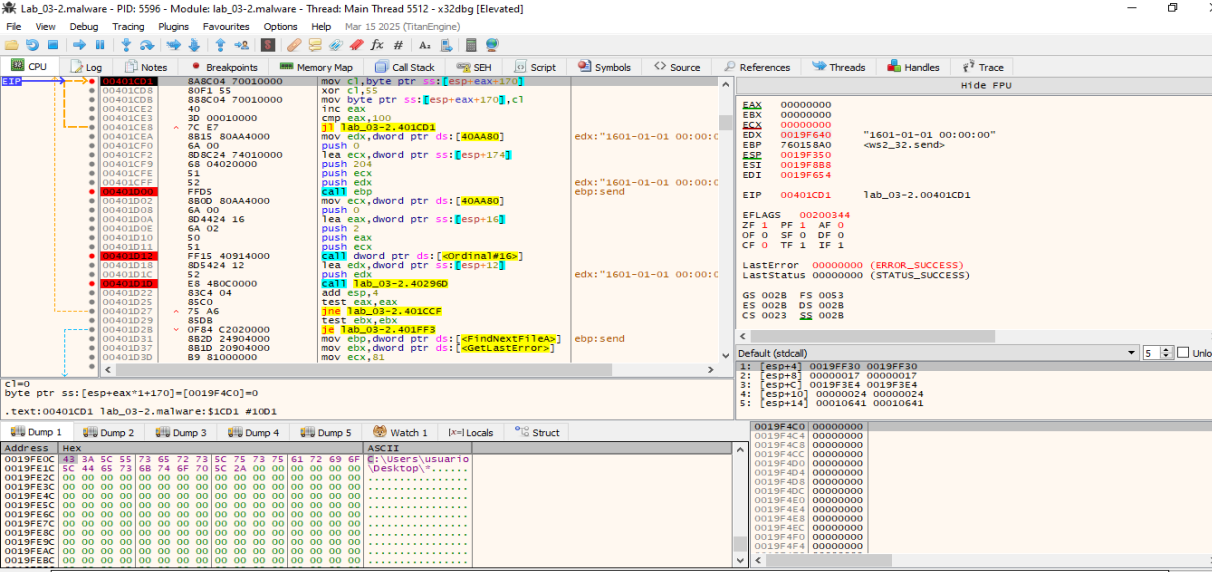 Lab_03-2.malware - PID: 5596 - Module: lab_03-2.malware - Thread: Main Thread 5512 - x32dbg [Elevated]
File View Debug Tracing Plugins Favourites Options Help Mar 15 2025 (TitanEngine)
CPU Log Notes Breakpoints Memory Map Call Stack SEH Script Symbols Source References Threads Handles Trace
EIP 00401CD1 8A8C04 70010000 mov cl,byte ptr ss:[esp+eax+170]
00401CD8 80F1 55 xor cl,55
00401CDB 888C04 70010000 mov byte ptr ss:[esp+eax+170],cl
00401CE2 40 inc eax
00401CE3 3D 00010000 cmp eax,100
00401CE8 7C E7 jl lab_03-2.401CD1
00401CEA 8B15 80AA4000 mov edx,dword ptr ds:[40AA80] edx:"1601-01-01 00:00:0
00401CF0 6A 00 push 0
00401CF2 8D8C24 74010000 lea ecx,dword ptr ss:[esp+174]
00401CF9 68 04020000 push 204
00401CFE 51 push ecx
00401CFF 52 push edx edx:"1601-01-01 00:00:0
00401D00 FFD5 call ebp ebp:send
00401D02 8B0D 80AA4000 mov ecx,dword ptr ds:[40AA80]
00401D08 6A 00 push 0
00401D0A 8D4424 16 lea eax,dword ptr ss:[esp+16]
00401D0E 6A 02 push 2
00401D10 50 push eax
00401D11 51 push ecx
00401D12 FF15 40914000 call dword ptr ds:[<Ordinal#16>]
00401D18 8D5424 12 lea edx,dword ptr ss:[esp+12]
00401D1C 52 push edx edx:"1601-01-01 00:00:0
00401D1D E8 4B0C0000 call lab_03-2.40296D
00401D22 83C4 04 add esp,4
00401D25 85C0 test eax,eax
00401D27 75 A6 jne lab_03-2.401CCF
00401D29 85DB test ebx,ebx
00401D2B 0F84 C2020000 je lab_03-2.401FF3
00401D31 8B2D 24904000 mov ebp,dword ptr ds:[<FindNextFileA>] ebp:send
00401D37 8B1D 20904000 mov ebx,dword ptr ds:[<GetLastError>]
00401D3D B9 81000000 mov ecx,81
Hide FPU
EAX 00000000
EBX 00000000
ECX 00000000
EDX 0019F640 "1601-01-01 00:00:00"
EBP 760158A0 <ws2_32.send>
ESP 0019F350
ESI 0019F8B8
EDI 0019F654
EIP 00401CD1 lab_03-2.00401CD1
EFLAGS 00200344
ZF 1 PF 1 AF 0
OF 0 SF 0 DF 0
CF 0 TF 1 IF 1
LastError 00000000 (ERROR_SUCCESS)
LastStatus 00000000 (STATUS_SUCCESS)
GS 002B FS 0053
ES 002B DS 002B
CS 0023 SS 002B
Default (stdcall) 5 Unlo
1: [esp+4] 0019FF30 0019FF30
2: [esp+8] 00000017 00000017
3: [esp+C] 0019F3E4 0019F3E4
4: [esp+10] 00000024 00000024
5: [esp+14] 00010641 00010641
cl=0
byte ptr ss:[esp+eax*1+170]=[0019F4C0]=0
.text:00401CD1 lab_03-2.malware:$1CD1 #10D1
Dump 1 Dump 2 Dump 3 Dump 4 Dump 5 Watch 1 [x=] Locals Struct
Address Hex ASCII
0019FE0C 43 3A 5C 55 73 65 72 73 5C 75 73 75 61 72 69 6F C:\Users\usuario
0019FE1C 5C 44 65 73 6B 74 6F 70 5C 2A 00 00 00 00 00 00 \Desktop\*......
0019FE2C 00 00 00 00 00 00 00 00 00 00 00 00 00 00 00 00 ................
0019FE3C 00 00 00 00 00 00 00 00 00 00 00 00 00 00 00 00 ................
0019FE4C 00 00 00 00 00 00 00 00 00 00 00 00 00 00 00 00 ................
0019FE5C 00 00 00 00 00 00 00 00 00 00 00 00 00 00 00 00 ................
0019FE6C 00 00 00 00 00 00 00 00 00 00 00 00 00 00 00 00 ................
0019FE7C 00 00 00 00 00 00 00 00 00 00 00 00 00 00 00 00 ................
0019FE8C 00 00 00 00 00 00 00 00 00 00 00 00 00 00 00 00 ................
0019FE9C 00 00 00 00 00 00 00 00 00 00 00 00 00 00 00 00 ................
0019FEAC 00 00 00 00 00 00 00 00 00 00 00 00 00 00 00 00 ................
0019FEBC 00 00 00 00 00 00 00 00 00 00 00 00 00 00 00 00 ................
0019F4C0 00000000
0019F4C4 00000000
0019F4C8 00000000
0019F4CC 00000000
0019F4D0 00000000
0019F4D4 00000000
0019F4D8 00000000
0019F4DC 00000000
0019F4E0 00000000
0019F4E4 00000000
0019F4E8 00000000
0019F4EC 00000000
0019F4F0 00000000
0019F4F4 00000000